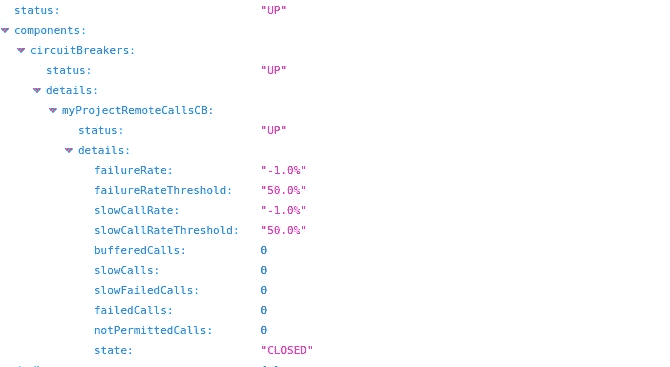 status: "UP"
components:
circuitBreakers:
status: "UP"
details:
myProjectRemoteCallsCB:
status: "UP"
details:
failureRate: "-1.0%"
failureRateThreshold: "50.0%"
slowCallRate: "-1.0%"
slowCallRateThreshold: "50.0%"
bufferedCalls: 0
slowCalls: 0
slowFailedCalls: 0
failedCalls: 0
notPermittedCalls: 0
state: "CLOSED"